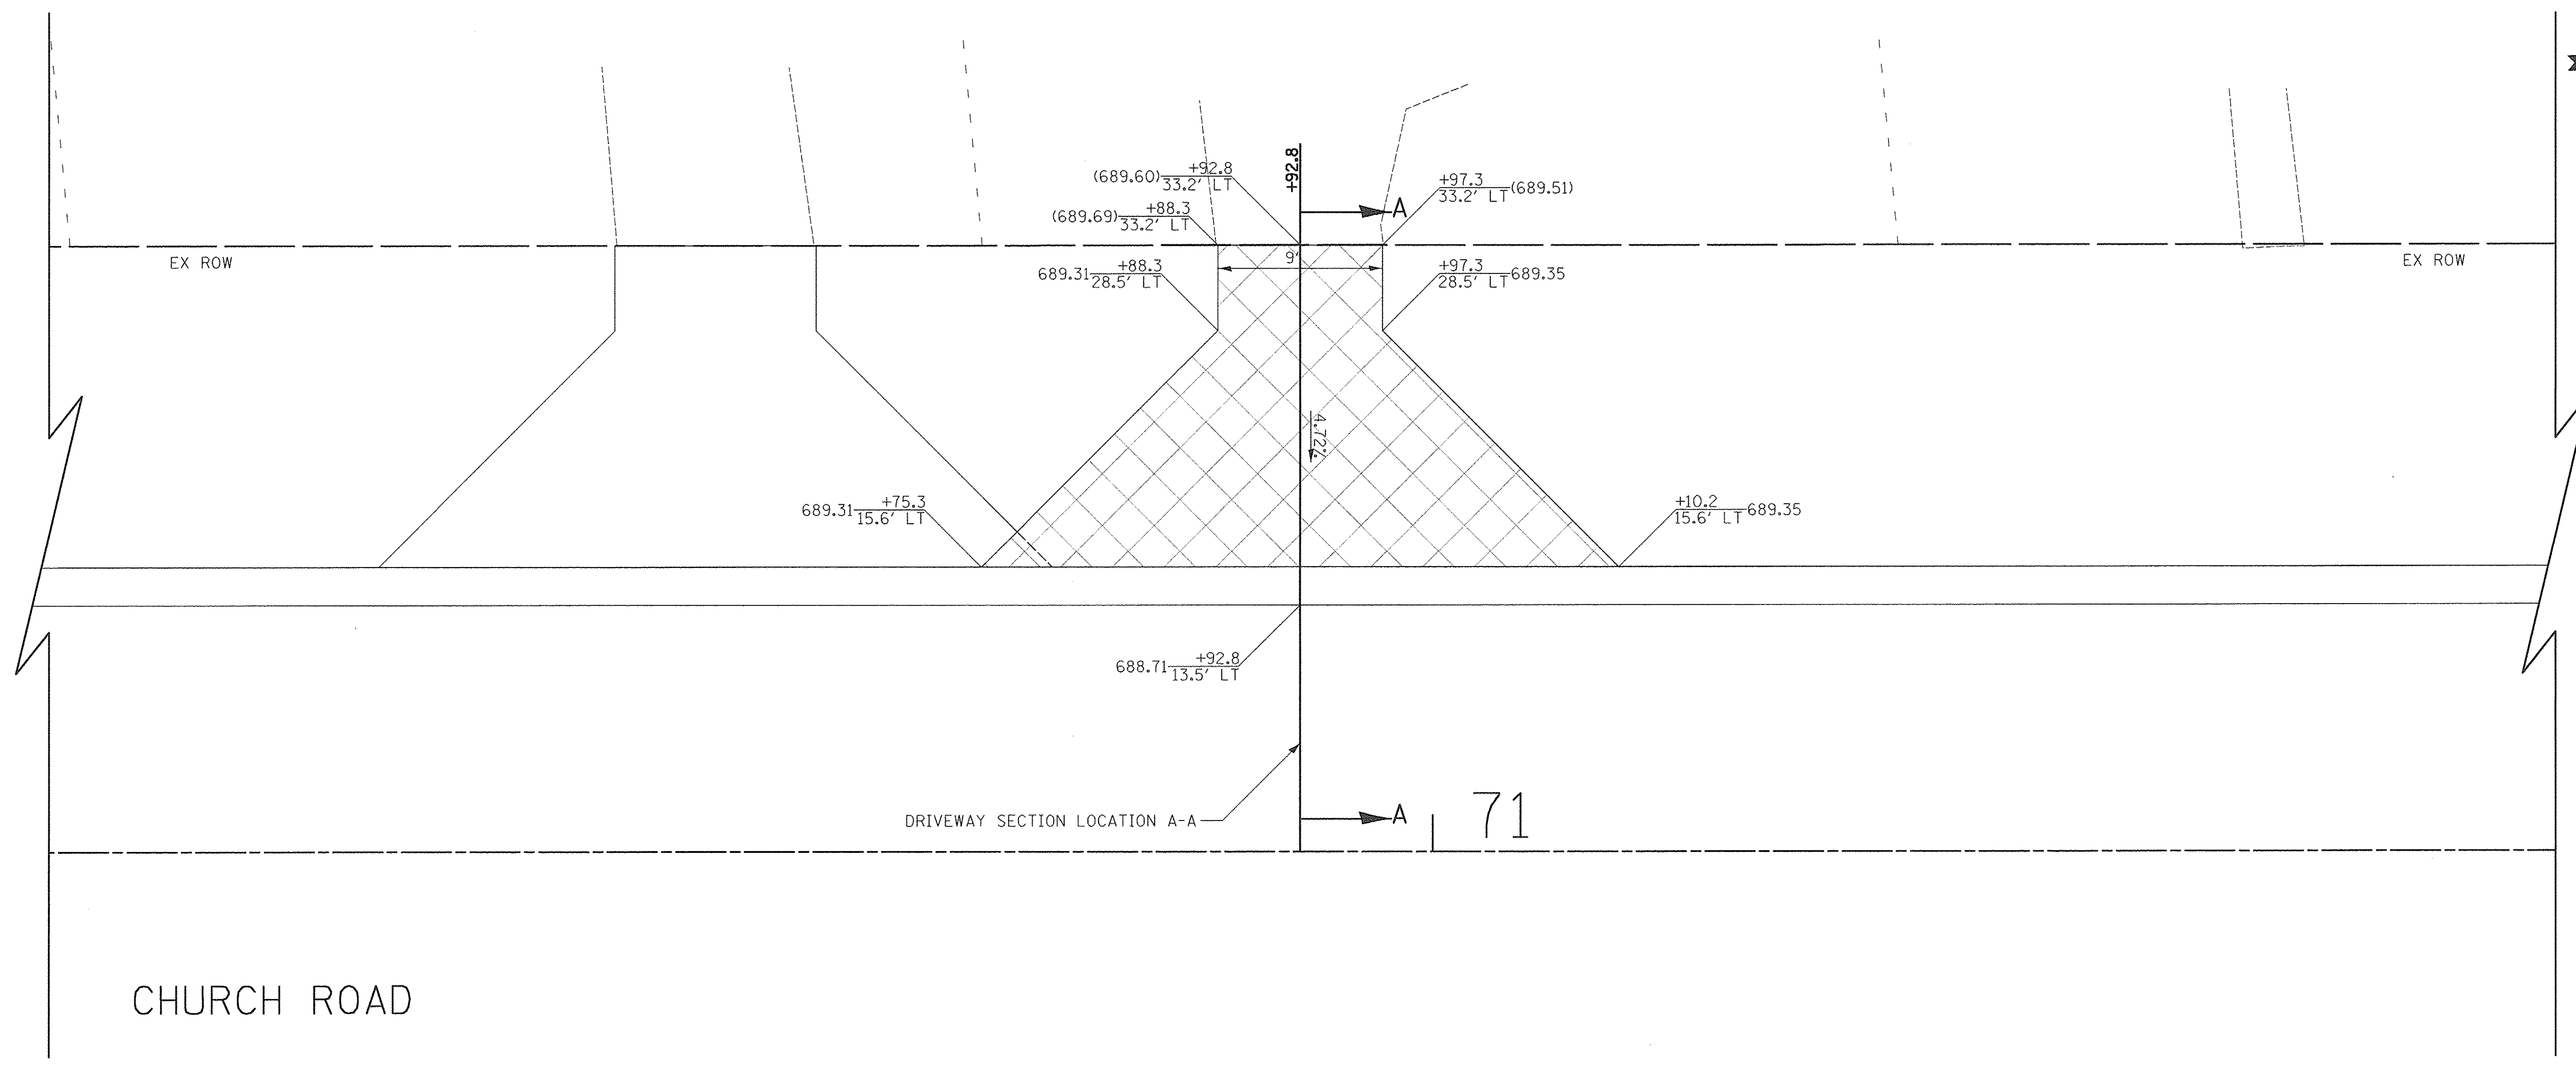 +92.8
(689.60) +92.8
33.2' LT
+97.3 (689.51)
33.2' LT
A
(689.69) +88.3
33.2' LT
EX ROW
9'
EX ROW
689.31 +88.3
28.5' LT
+97.3 689.35
28.5' LT
4.72%
689.31 +75.3
15.6' LT
+10.2 689.35
15.6' LT
688.71 +92.8
13.5' LT
DRIVEWAY SECTION LOCATION A-A
A
71
CHURCH ROAD